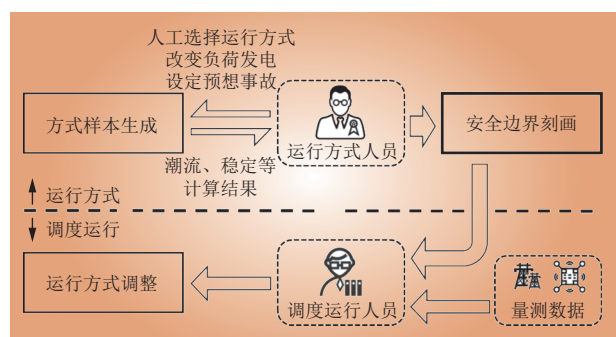 人工选择运行方式
改变负荷发电
设定预想事故
方式样本生成
运行方式人员
安全边界刻画
潮流、稳定等
计算结果
运行方式
调度运行
运行方式调整
调度运行人员
量测数据